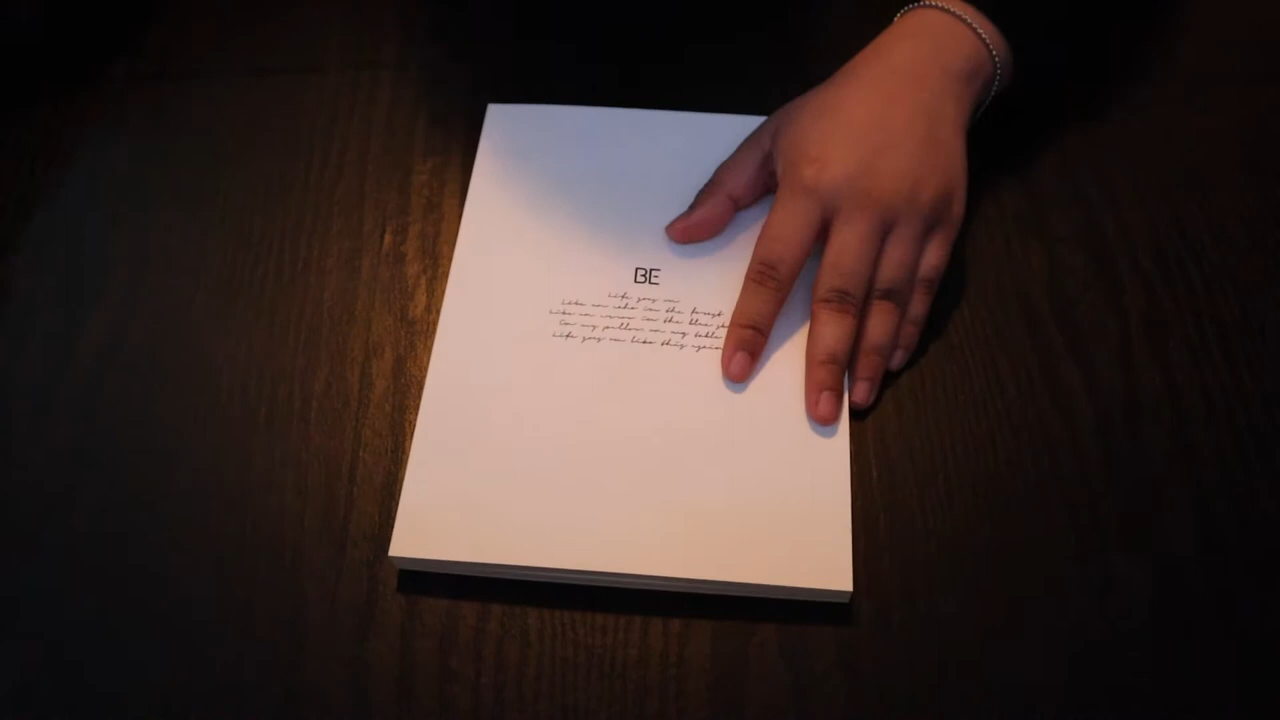 BE
Life goes on
Like an echo in the forest
Like an arrow in the blue
On my pillow, on my table
Life goes on like this again